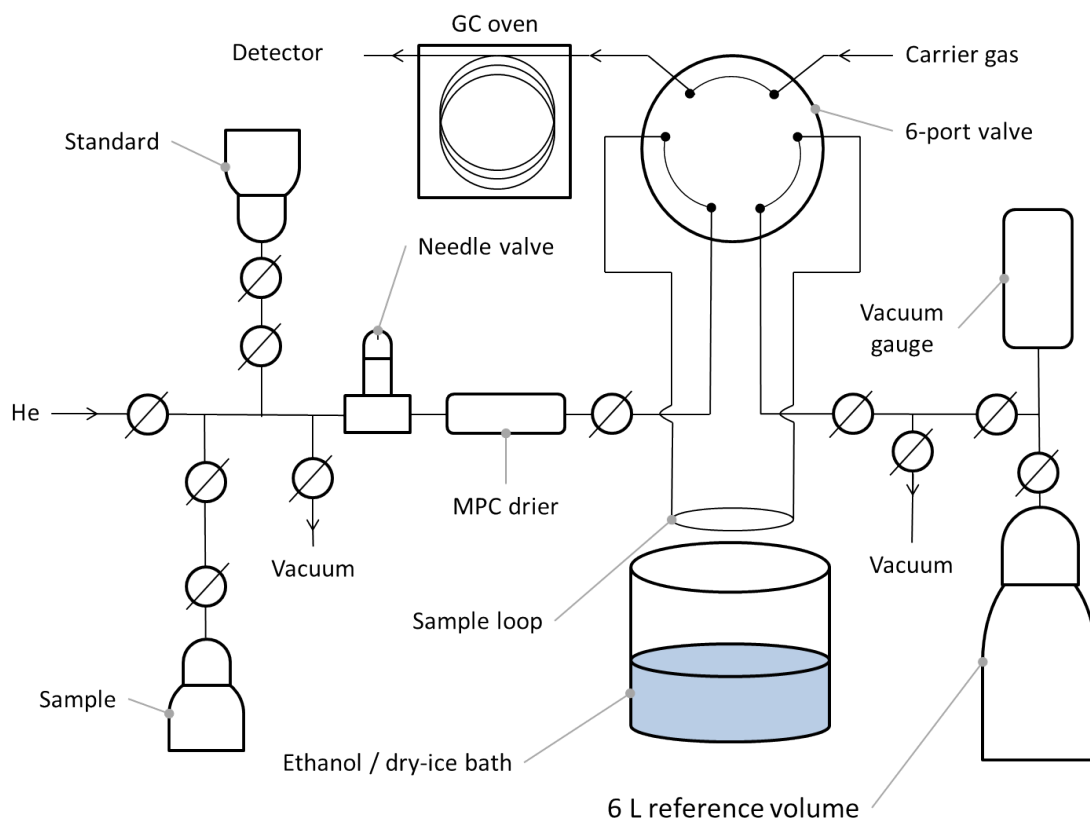 GC oven
Detector
Carrier gas
6-port valve
Standard
Needle valve
Vacuum
gauge
He
MPC drier
Vacuum
Vacuum
Sample loop
Sample
Ethanol / dry-ice bath
6 L reference volume